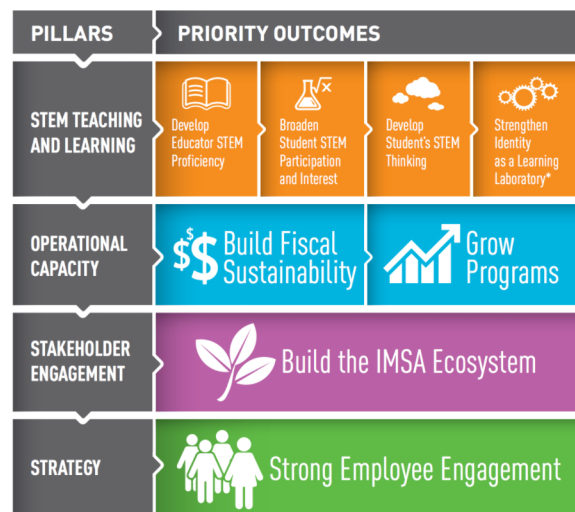 PILLARS
PRIORITY OUTCOMES
STEM TEACHING
AND LEARNING
Develop
Educator STEM
Proficiency
Broaden
Student STEM
Participation
and Interest
Develop
Student's STEM
Thinking
Strengthen
Identity
as a Learning
Laboratory*
OPERATIONAL
CAPACITY
$$$ Build Fiscal
Sustainability
Grow
Programs
STAKEHOLDER
ENGAGEMENT
Build the IMSA Ecosystem
STRATEGY
Strong Employee Engagement